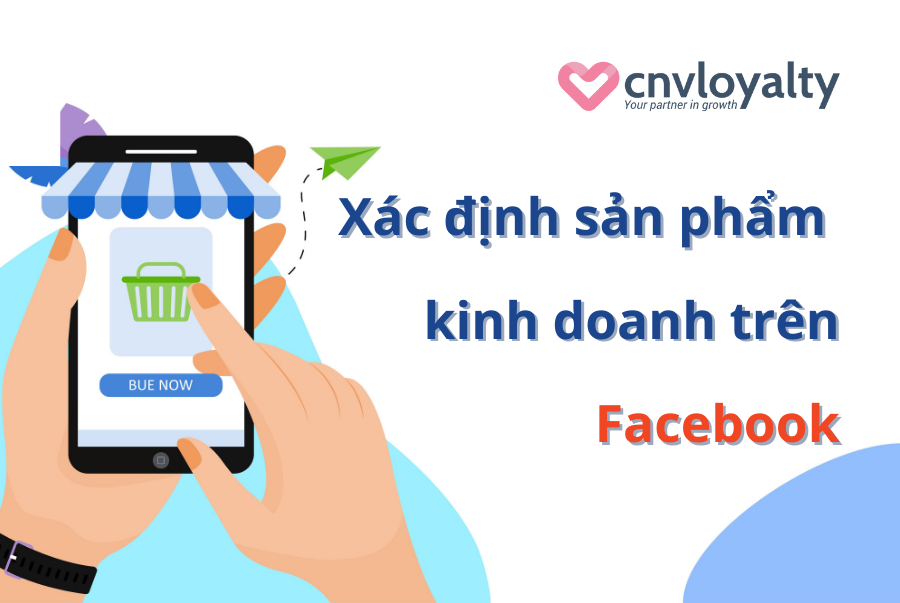 cnvloyalty
Your partner in growth
Xác định sản phẩm
kinh doanh trên
Facebook
BUE NOW